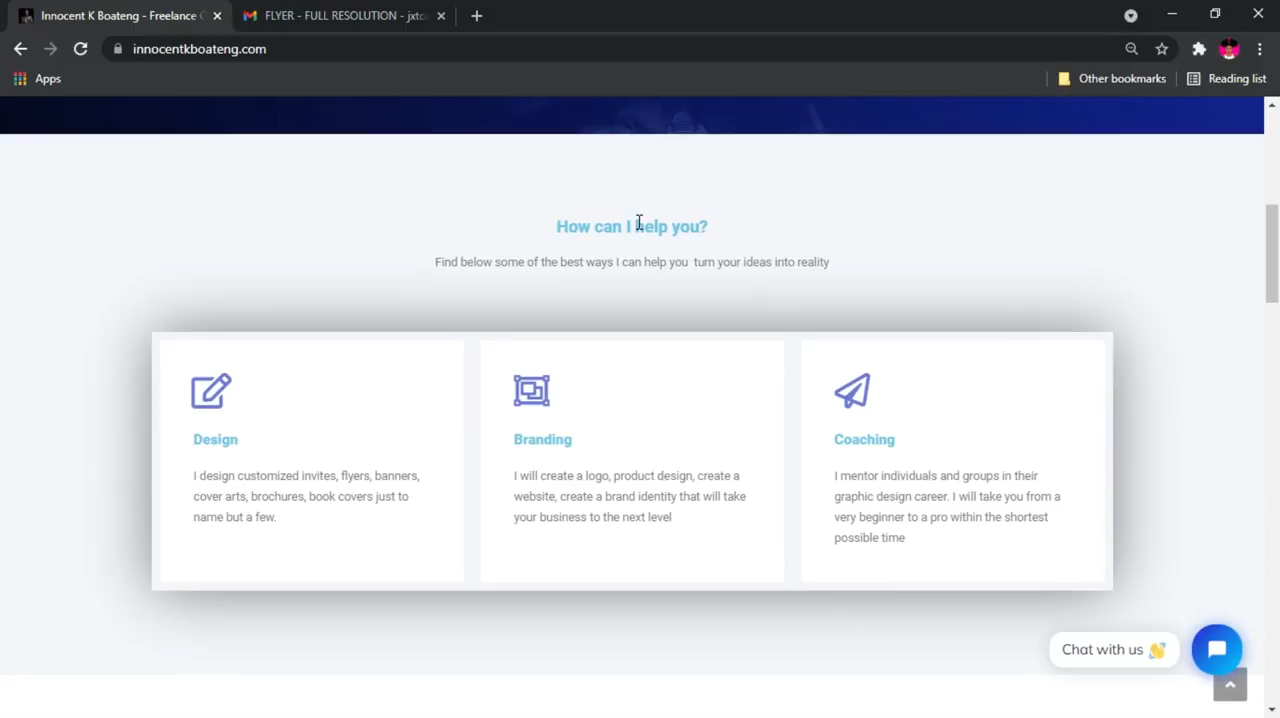 Innocent K Boateng - Freelance
FLYER - FULL RESOLUTION - jxtc
innocentkboateng.com
Apps
Other bookmarks
Reading list
How can I help you?
Find below some of the best ways I can help you turn your ideas into reality
Design
I design customized invites, flyers, banners,
cover arts, brochures, book covers just to
name but a few.
Branding
I will create a logo, product design, create a
website, create a brand identity that will take
your business to the next level
Coaching
I mentor individuals and groups in their
graphic design career. I will take you from a
very beginner to a pro within the shortest
possible time
Chat with us 👋